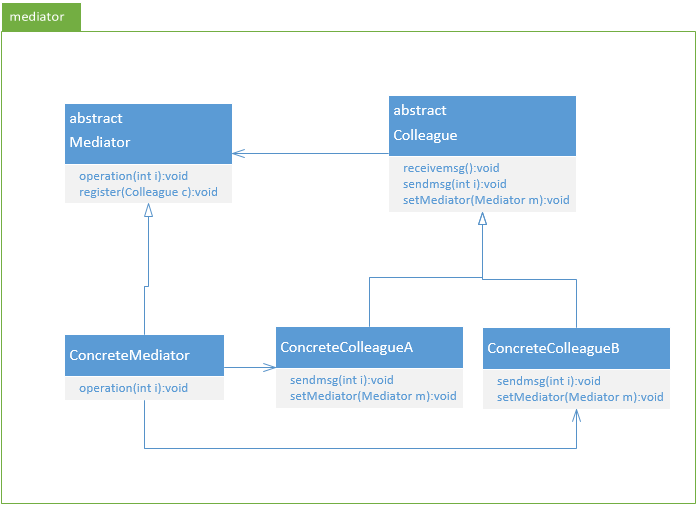 mediator
abstract
Mediator
operation(int i):void
register(Colleague c):void
abstract
Colleague
receivemsg():void
sendmsg(int i):void
setMediator(Mediator m):void
ConcreteMediator
operation(int i):void
ConcreteColleagueA
sendmsg(int i):void
setMediator(Mediator m):void
ConcreteColleagueB
sendmsg(int i):void
setMediator(Mediator m):void